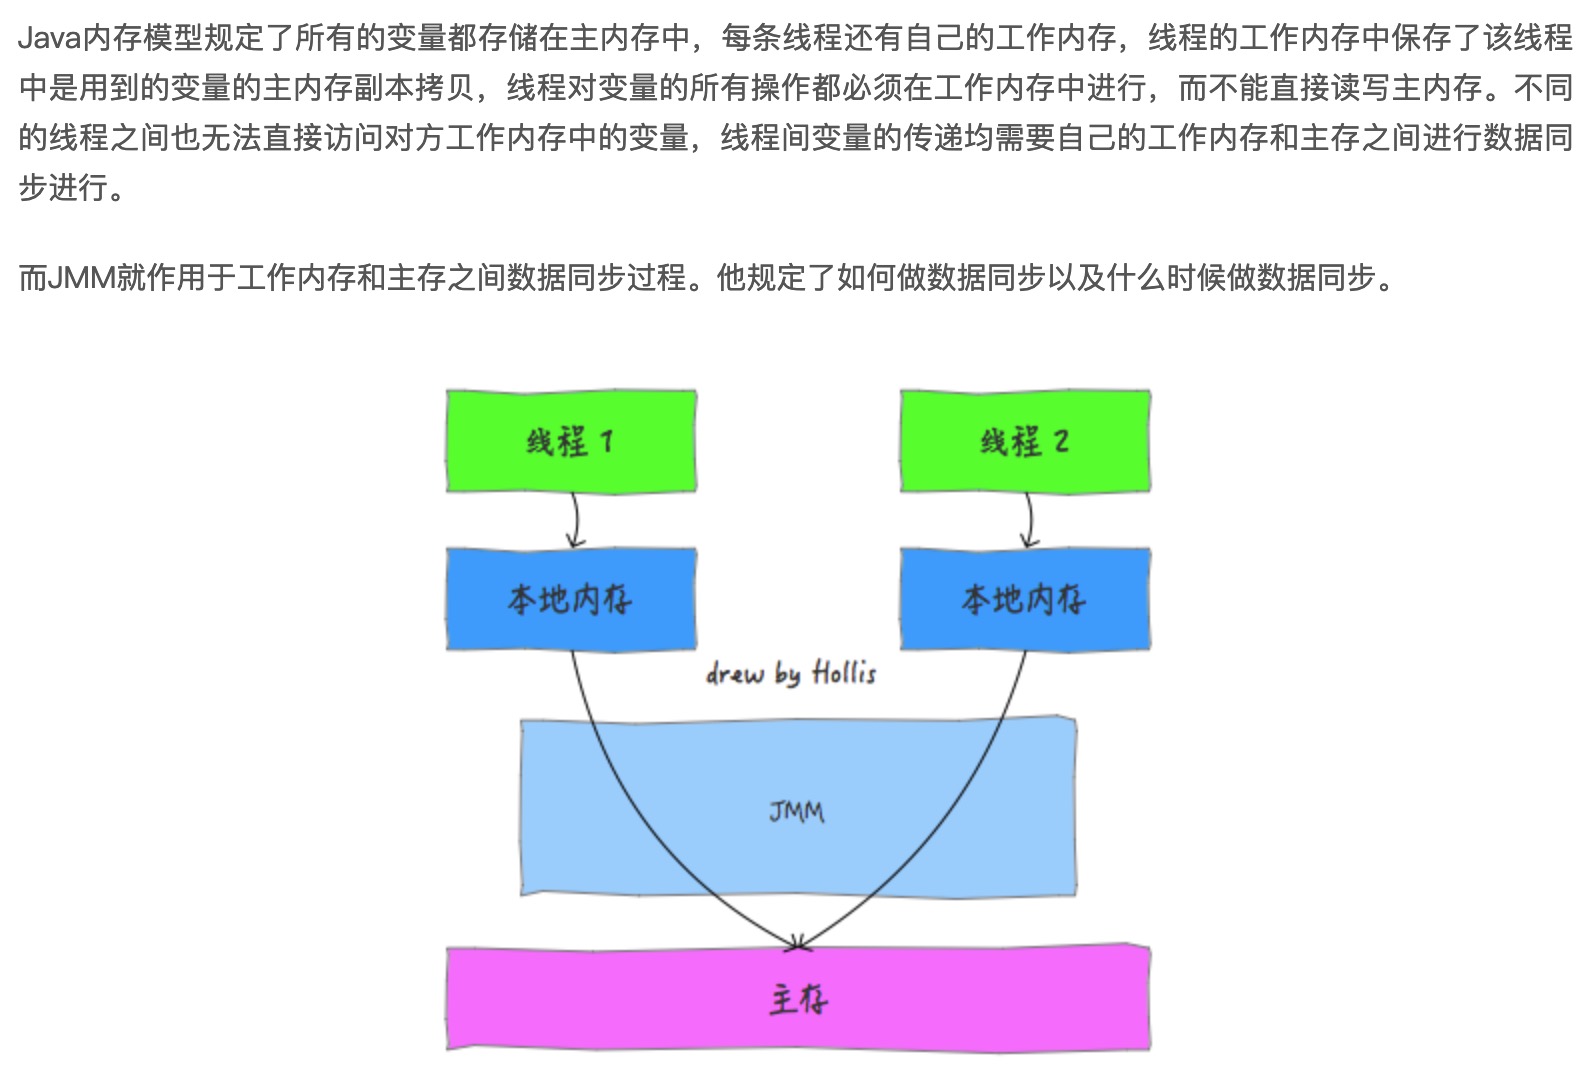 Java内存模型规定了所有的变量都存储在主内存中，每条线程还有自己的工作内存，线程的工作内存中保存了该线程
中是用到的变量的主内存副本拷贝，线程对变量的所有操作都必须在工作内存中进行，而不能直接读写主内存。不同
的线程之间也无法直接访问对方工作内存中的变量，线程间变量的传递均需要自己的工作内存和主存之间进行数据同
步进行。
而JMM就作用于工作内存和主存之间数据同步过程。他规定了如何做数据同步以及什么时候做数据同步。
线程 1
线程 2
本地内存
本地内存
drew by Hollis
JMM
主存